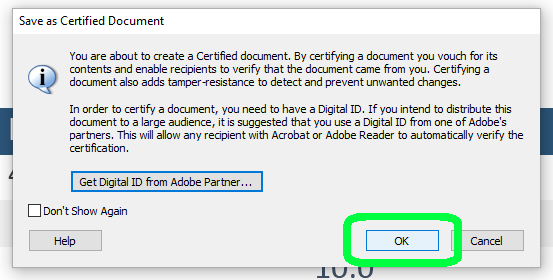 Save as Certified Document
You are about to create a Certified document. By certifying a document you vouch for its
contents and enable recipients to verify that the document came from you. Certifying a
document also adds tamper-resistance to detect and prevent unwanted changes.
In order to certify a document, you need to have a Digital ID. If you intend to distribute this
document to a large audience, it is suggested that you use a Digital ID from one of Adobe's
partners. This will allow any recipient with Acrobat or Adobe Reader to automatically verify the
certification.
Get Digital ID from Adobe Partner...
Don't Show Again
Help
OK
Cancel
10.0